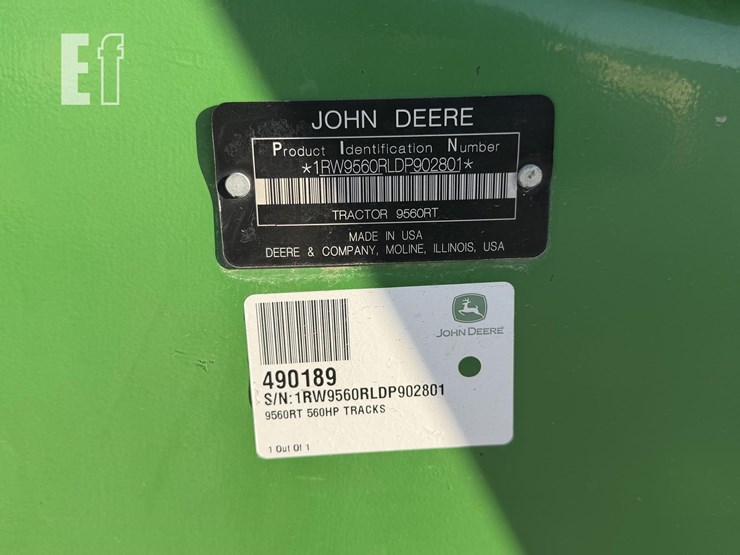 Ef
JOHN DEERE
Product Identification Number
*1RW9560RLDP902801*
TRACTOR 9560RT
MADE IN USA
DEERE & COMPANY, MOLINE, ILLINOIS, USA
JOHN DEERE
490189
S/N:1RW9560RLDP902801
9560RT 560HP TRACKS
1 Out Of 1